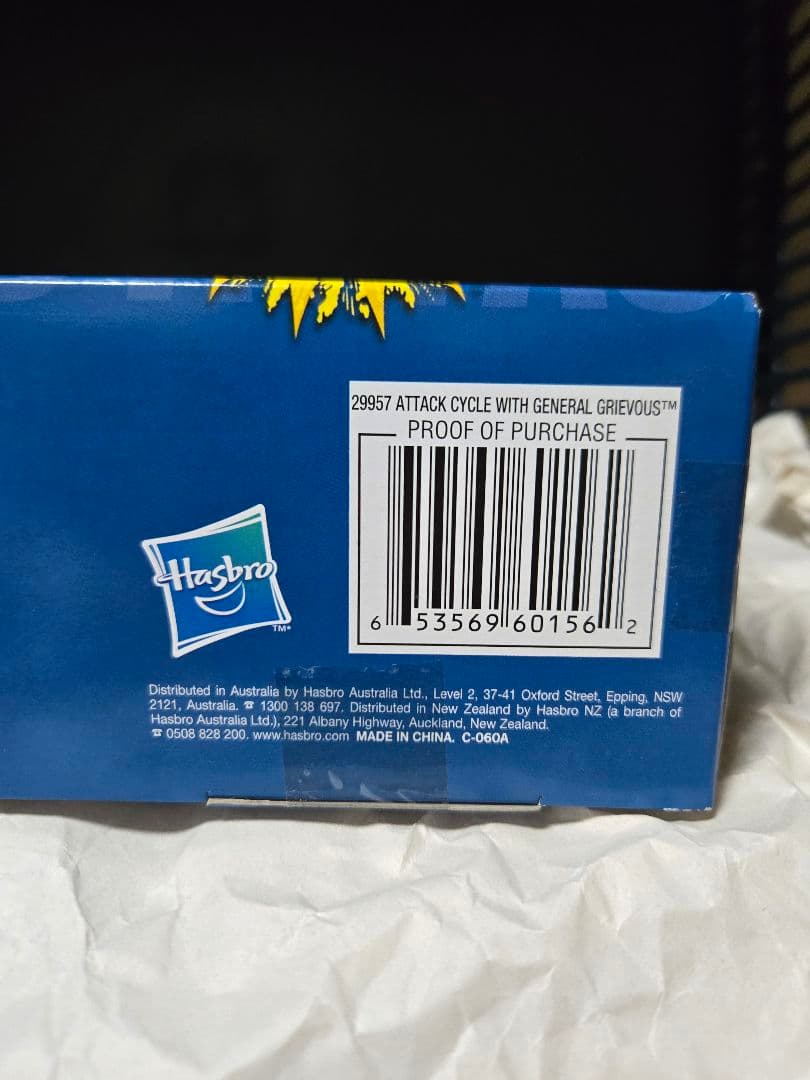 29957 ATTACK CYCLE WITH GENERAL GRIEVOUS™
PROOF OF PURCHASE
6 53569 60156 2
Hasbro
TM*
Distributed in Australia by Hasbro Australia Ltd., Level 2, 37-41 Oxford Street, Epping, NSW
2121, Australia. ☎ 1300 138 697. Distributed in New Zealand by Hasbro NZ (a branch of
Hasbro Australia Ltd.), 221 Albany Highway, Auckland, New Zealand.
☎ 0508 828 200. www.hasbro.com MADE IN CHINA. C-060A